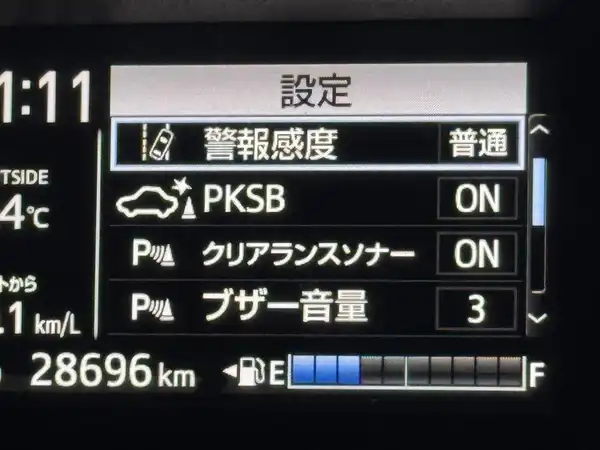 1:11
設定
警報感度 普通
TSIDE
PKSB ON
4℃
P クリアランスソナー ON
トから
P ブザー音量 3
.1 km/L
28696 km E F